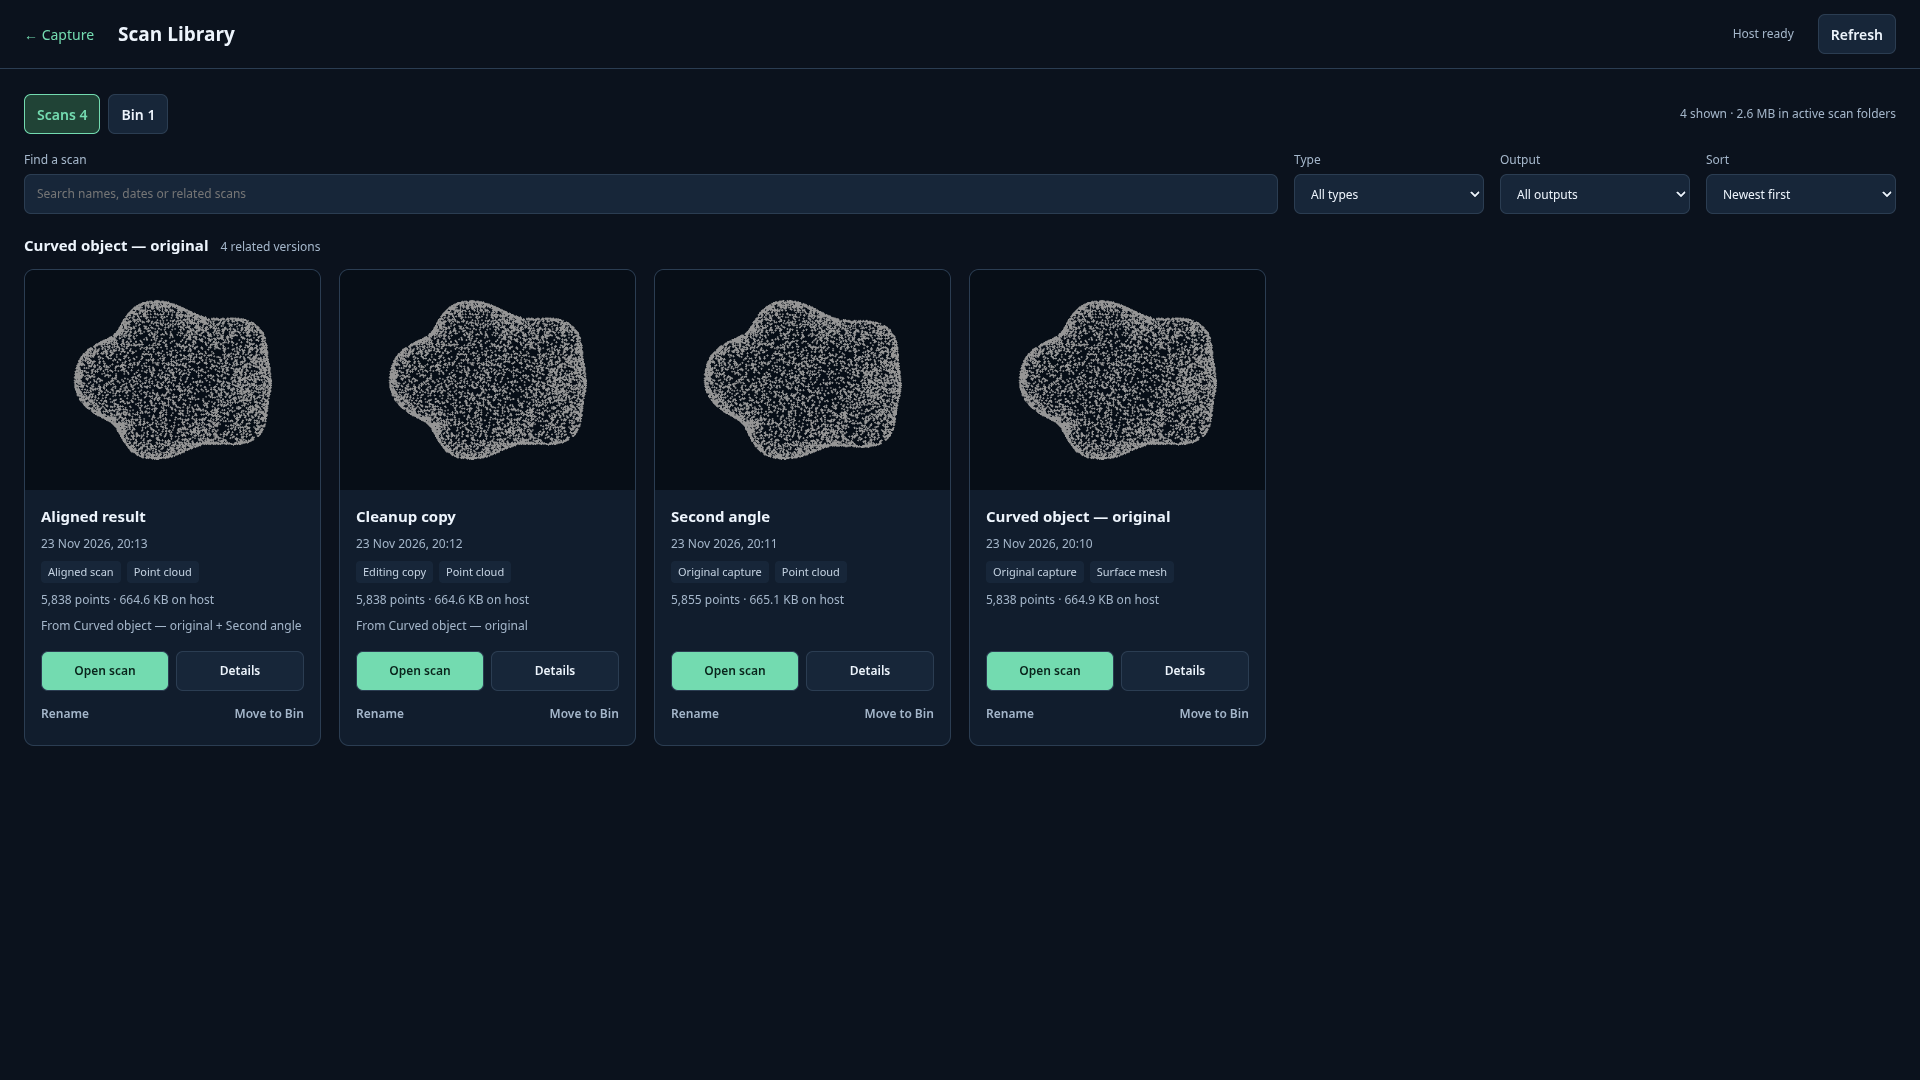 ← Capture Scan Library Host ready Refresh
Scans 4 Bin 1 4 shown · 2.6 MB in active scan folders
Find a scan Type Output Sort
Search names, dates or related scans All types All outputs Newest first
Curved object — original 4 related versions
Aligned result
23 Nov 2026, 20:13
Aligned scan Point cloud
5,838 points · 664.6 KB on host
From Curved object — original + Second angle
Open scan Details
Rename Move to Bin
Cleanup copy
23 Nov 2026, 20:12
Editing copy Point cloud
5,838 points · 664.6 KB on host
From Curved object — original
Open scan Details
Rename Move to Bin
Second angle
23 Nov 2026, 20:11
Original capture Point cloud
5,855 points · 665.1 KB on host
Open scan Details
Rename Move to Bin
Curved object — original
23 Nov 2026, 20:10
Original capture Surface mesh
5,838 points · 664.9 KB on host
Open scan Details
Rename Move to Bin